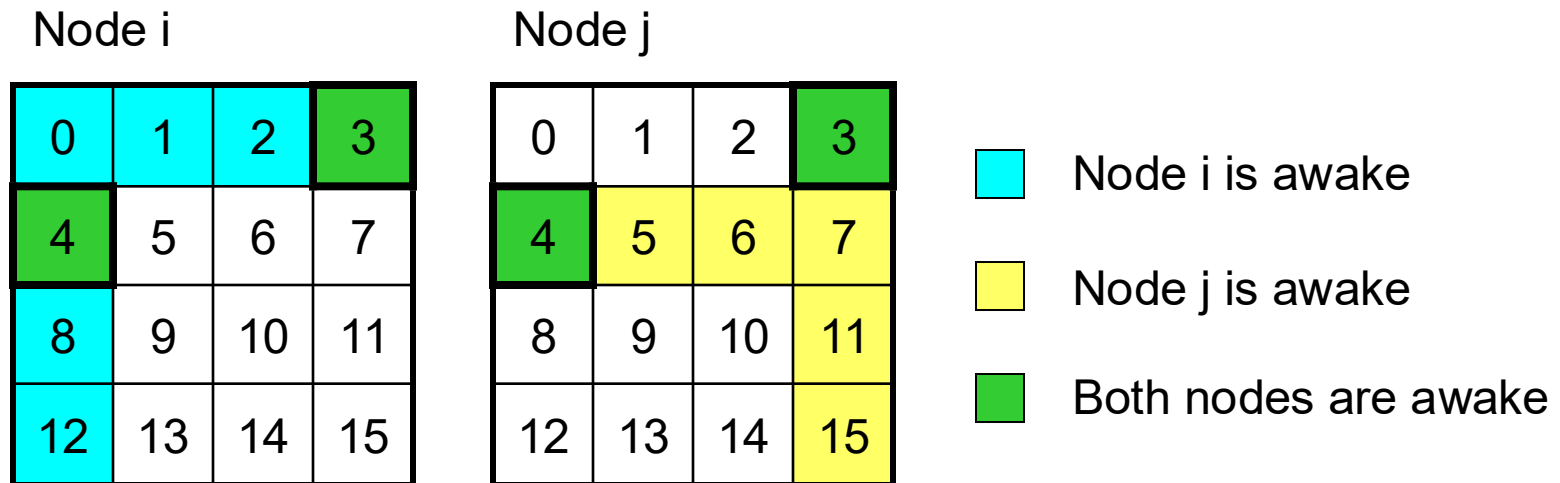 Node i
0 1 2 3
4 5 6 7
8 9 10 11
12 13 14 15
Node j
0 1 2 3
4 5 6 7
8 9 10 11
12 13 14 15
Node i is awake
Node j is awake
Both nodes are awake